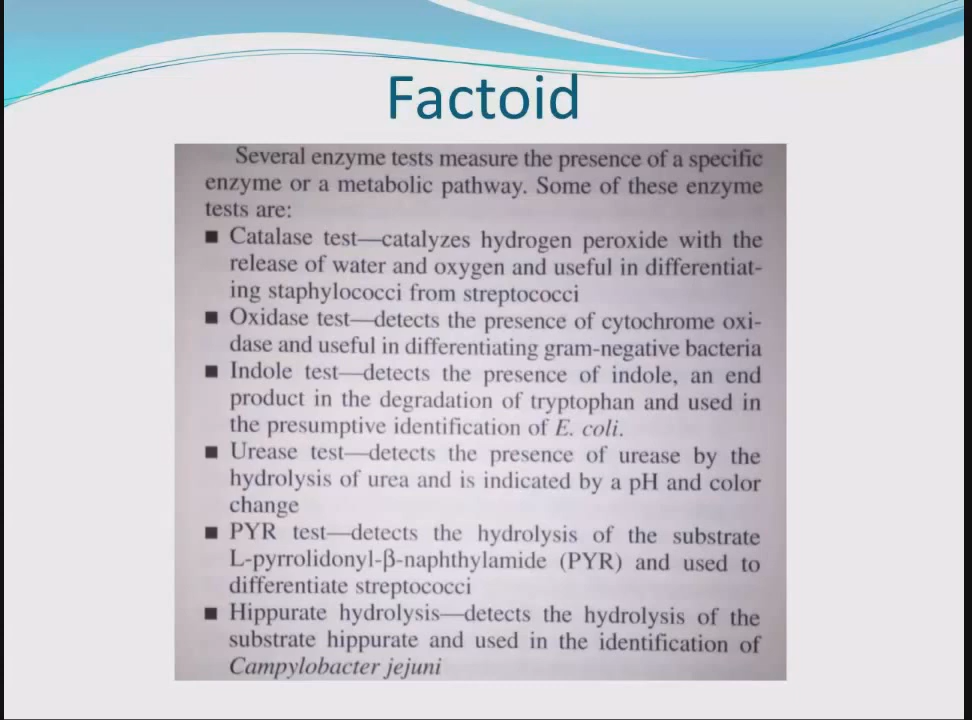 Factoid
Several enzyme tests measure the presence of a specific
enzyme or a metabolic pathway. Some of these enzyme
tests are:
■ Catalase test—catalyzes hydrogen peroxide with the
release of water and oxygen and useful in differentiat-
ing staphylococci from streptococci
■ Oxidase test—detects the presence of cytochrome oxi-
dase and useful in differentiating gram-negative bacteria
■ Indole test—detects the presence of indole, an end
product in the degradation of tryptophan and used in
the presumptive identification of E. coli.
■ Urease test—detects the presence of urease by the
hydrolysis of urea and is indicated by a pH and color
change
■ PYR test—detects the hydrolysis of the substrate
L-pyrrolidonyl-β-naphthylamide (PYR) and used to
differentiate streptococci
■ Hippurate hydrolysis—detects the hydrolysis of the
substrate hippurate and used in the identification of
Campylobacter jejuni